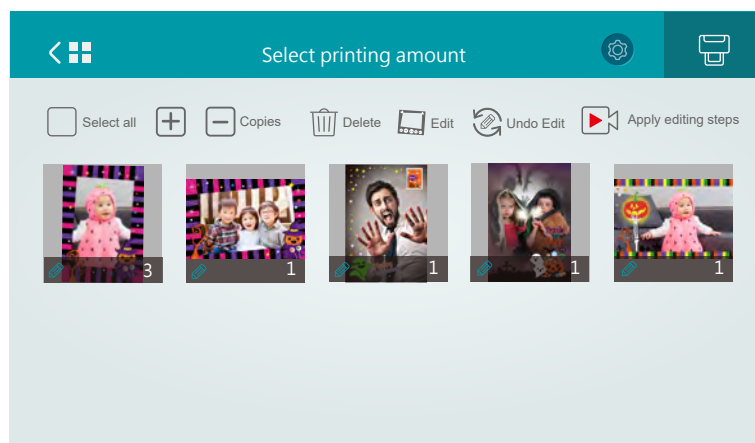 Select printing amount
Select all Copies Delete Edit Undo Edit Apply editing steps
3 1 1 1 1